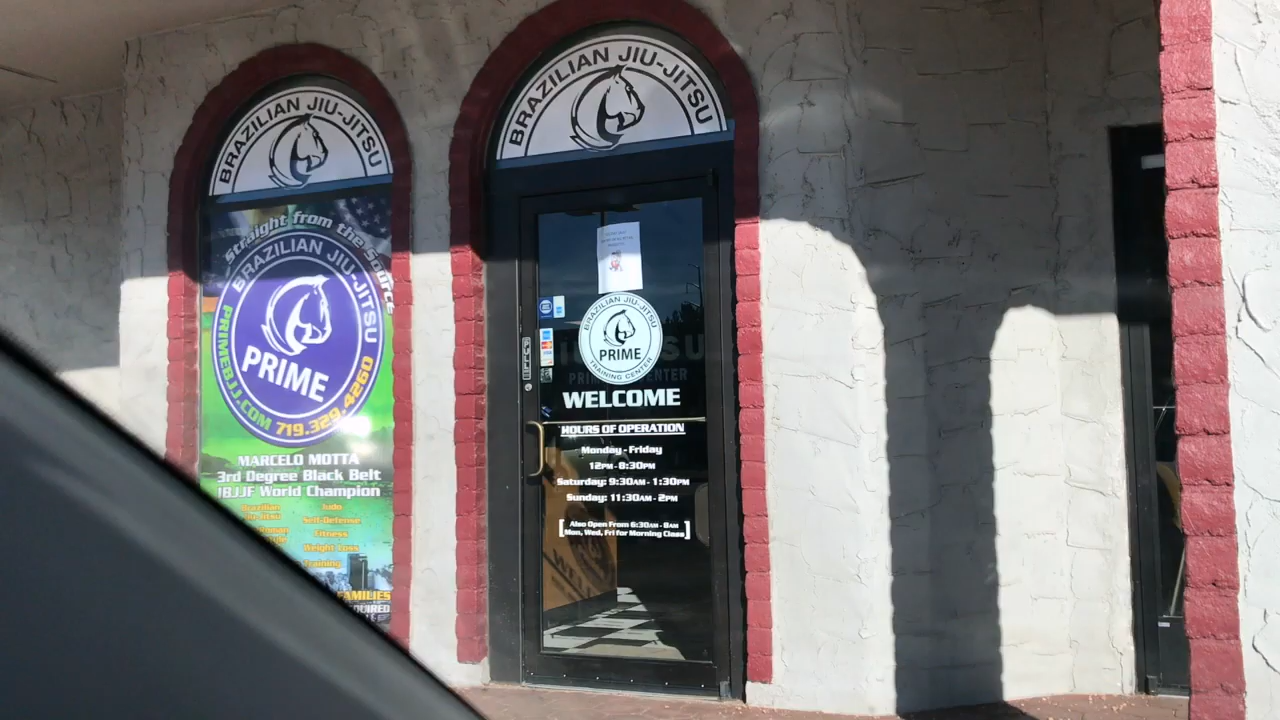 BRAZILIAN JIU-JITSU
straight from the source
BRAZILIAN JIU-JITSU
PRIME
PRIMEBJJ.COM 719.329.4260
MARCELO MOTTA
3rd Degree Black Belt
IBJJF World Champion
Brazilian
Jiu-Jitsu
Judo
Self-Defense
Fitness
Weight Loss
Training
FAMILIES
BRAZILIAN JIU-JITSU
BRAZILIAN JIU-JITSU
PRIME
TRAINING CENTER
PULL
WELCOME
HOURS OF OPERATION
Monday - Friday
12PM - 8:30PM
Saturday: 9:30AM - 1:30PM
Sunday: 11:30AM - 2PM
[Also Open From 6:30AM - 8AM
Mon, Wed, Fri for Morning Class]